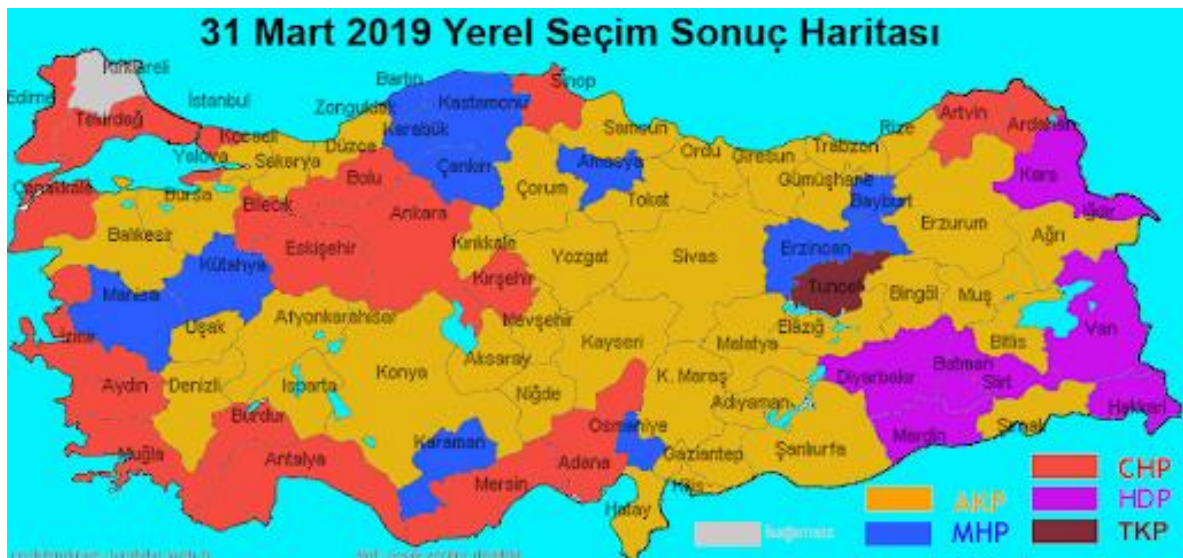 31 Mart 2019 Yerel Seçim Sonuç Haritası
Kırklareli
Edirne
Tekirdağ
İstanbul
Kocaeli
Yalova
Sakarya
Düzce
Zonguldak
Bartın
Karabük
Kastamonu
Sinop
Samsun
Ordu
Giresun
Trabzon
Rize
Artvin
Ardahan
Çanakkale
Bursa
Bilecik
Bolu
Çankırı
Çorum
Amasya
Tokat
Gümüşhane
Bayburt
Kars
Iğdır
Balıkesir
Kütahya
Eskişehir
Ankara
Kırıkkale
Yozgat
Sivas
Erzincan
Erzurum
Ağrı
Kırşehir
Tunceli
Bingöl
Muş
Manisa
Uşak
Afyonkarahisar
Nevşehir
Kayseri
Malatya
Elazığ
Bitlis
Van
İzmir
Aydın
Denizli
Isparta
Konya
Aksaray
Niğde
K. Maraş
Adıyaman
Diyarbakır
Batman
Siirt
Hakkari
Muğla
Burdur
Antalya
Karaman
Mersin
Adana
Osmaniye
Gaziantep
Şanlıurfa
Mardin
Şırnak
Kilis
Hatay
CHP
AKP
HDP
MHP
TKP